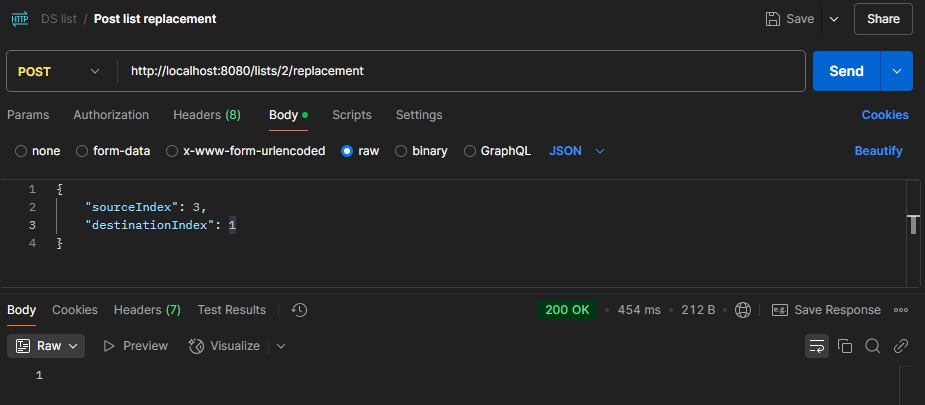 HTTP DS list / Post list replacement Save Share
POST http://localhost:8080/lists/2/replacement Send
Params Authorization Headers (8) Body Scripts Settings Cookies
none form-data x-www-form-urlencoded raw binary GraphQL JSON Beautify
1 {
2 "sourceIndex": 3,
3 "destinationIndex": 1
4 }
Body Cookies Headers (7) Test Results 200 OK • 454 ms • 212 B e.g. Save Response
Raw Preview Visualize
1